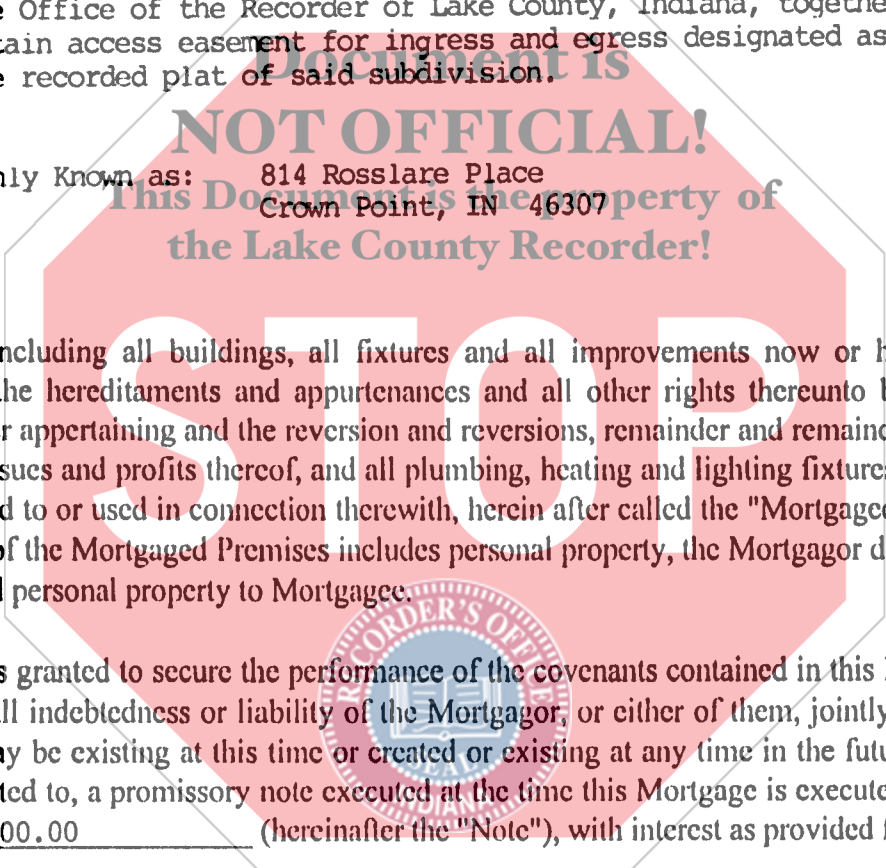 e Office of the Recorder of Lake County, Indiana, togethe
tain access easement for ingress and egress designated as
e recorded plat of said subdivision.
Document is
NOT OFFICIAL!
nly Known as: 814 Rosslare Place
This Document is the property of
Crown Point, IN 46307
the Lake County Recorder!
STOP
ncluding all buildings, all fixtures and all improvements now or h
he hereditaments and appurtenances and all other rights thereunto
r appertaining and the reversion and reversions, remainder and remaind
sues and profits thereof, and all plumbing, heating and lighting fixtures
d to or used in connection therewith, herein after called the "Mortgaged
of the Mortgaged Premises includes personal property, the Mortgagor d
personal property to Mortgagee.
RECORDER'S OFFICE
SEAL
INDIANA
s granted to secure the performance of the covenants contained in this
ll indebtedness or liability of the Mortgagor, or either of them, jointly
ay be existing at this time or created or existing at any time in the futu
ted to, a promissory note executed at the time this Mortgage is execute
00.00 (hereinafter the "Note"), with interest as provided